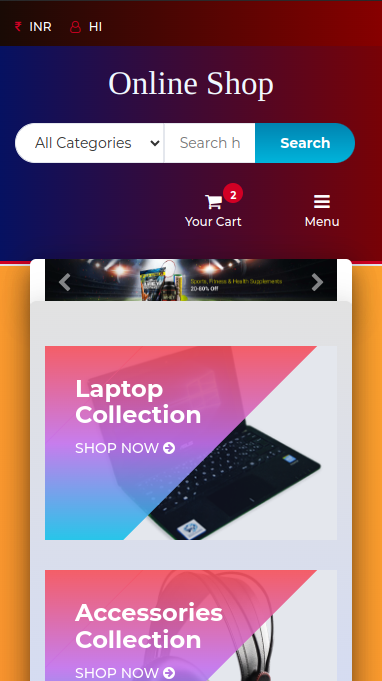 ₹ INR HI
Online Shop
All Categories Search h Search
2
Your Cart Menu
Sports, Fitness & Health Supplements
20-60% Off
Laptop
Collection
SHOP NOW
Accessories
Collection
SHOP NOW